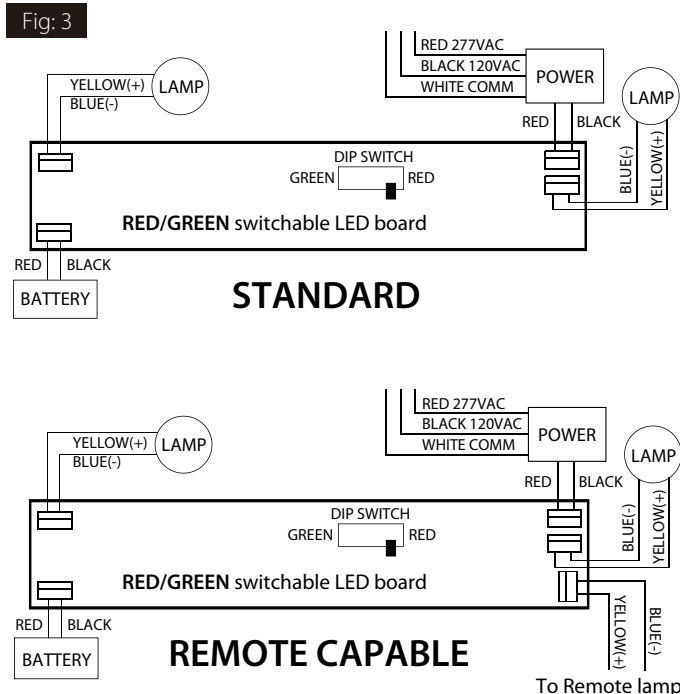 Fig: 3
RED 277VAC
BLACK 120VAC
WHITE COMM
POWER
YELLOW(+)
BLUE(-)
LAMP
LAMP
RED
BLACK
BLUE(-)
YELLOW(+)
DIP SWITCH
GREEN
RED
RED/GREEN switchable LED board
RED
BLACK
BATTERY
STANDARD
RED 277VAC
BLACK 120VAC
WHITE COMM
POWER
YELLOW(+)
BLUE(-)
LAMP
LAMP
RED
BLACK
BLUE(-)
YELLOW(+)
DIP SWITCH
GREEN
RED
RED/GREEN switchable LED board
YELLOW(+)
BLUE(-)
RED
BLACK
BATTERY
REMOTE CAPABLE
To Remote lamp